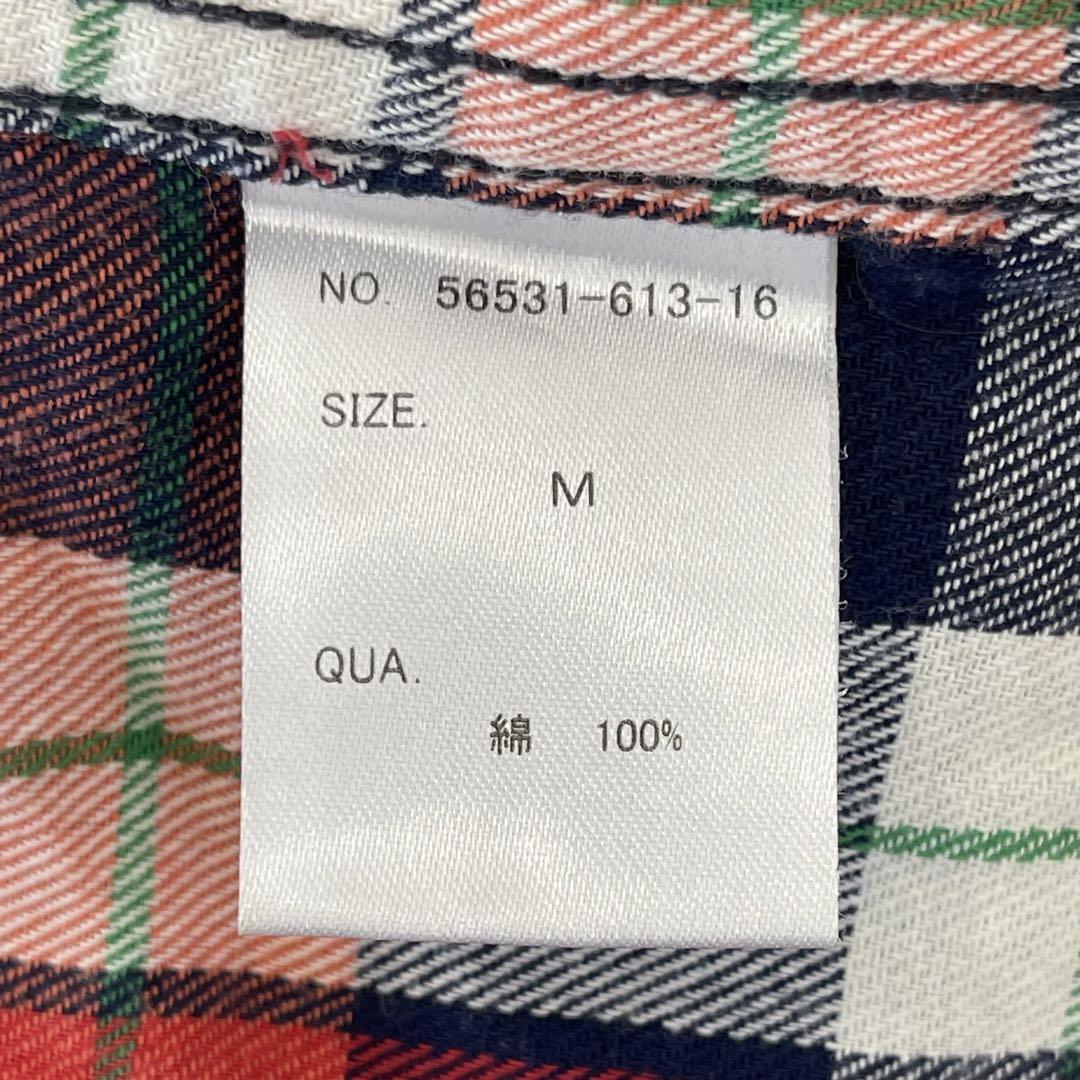 NO. 56531-613-16
SIZE.
M
QUA.
綿 100%